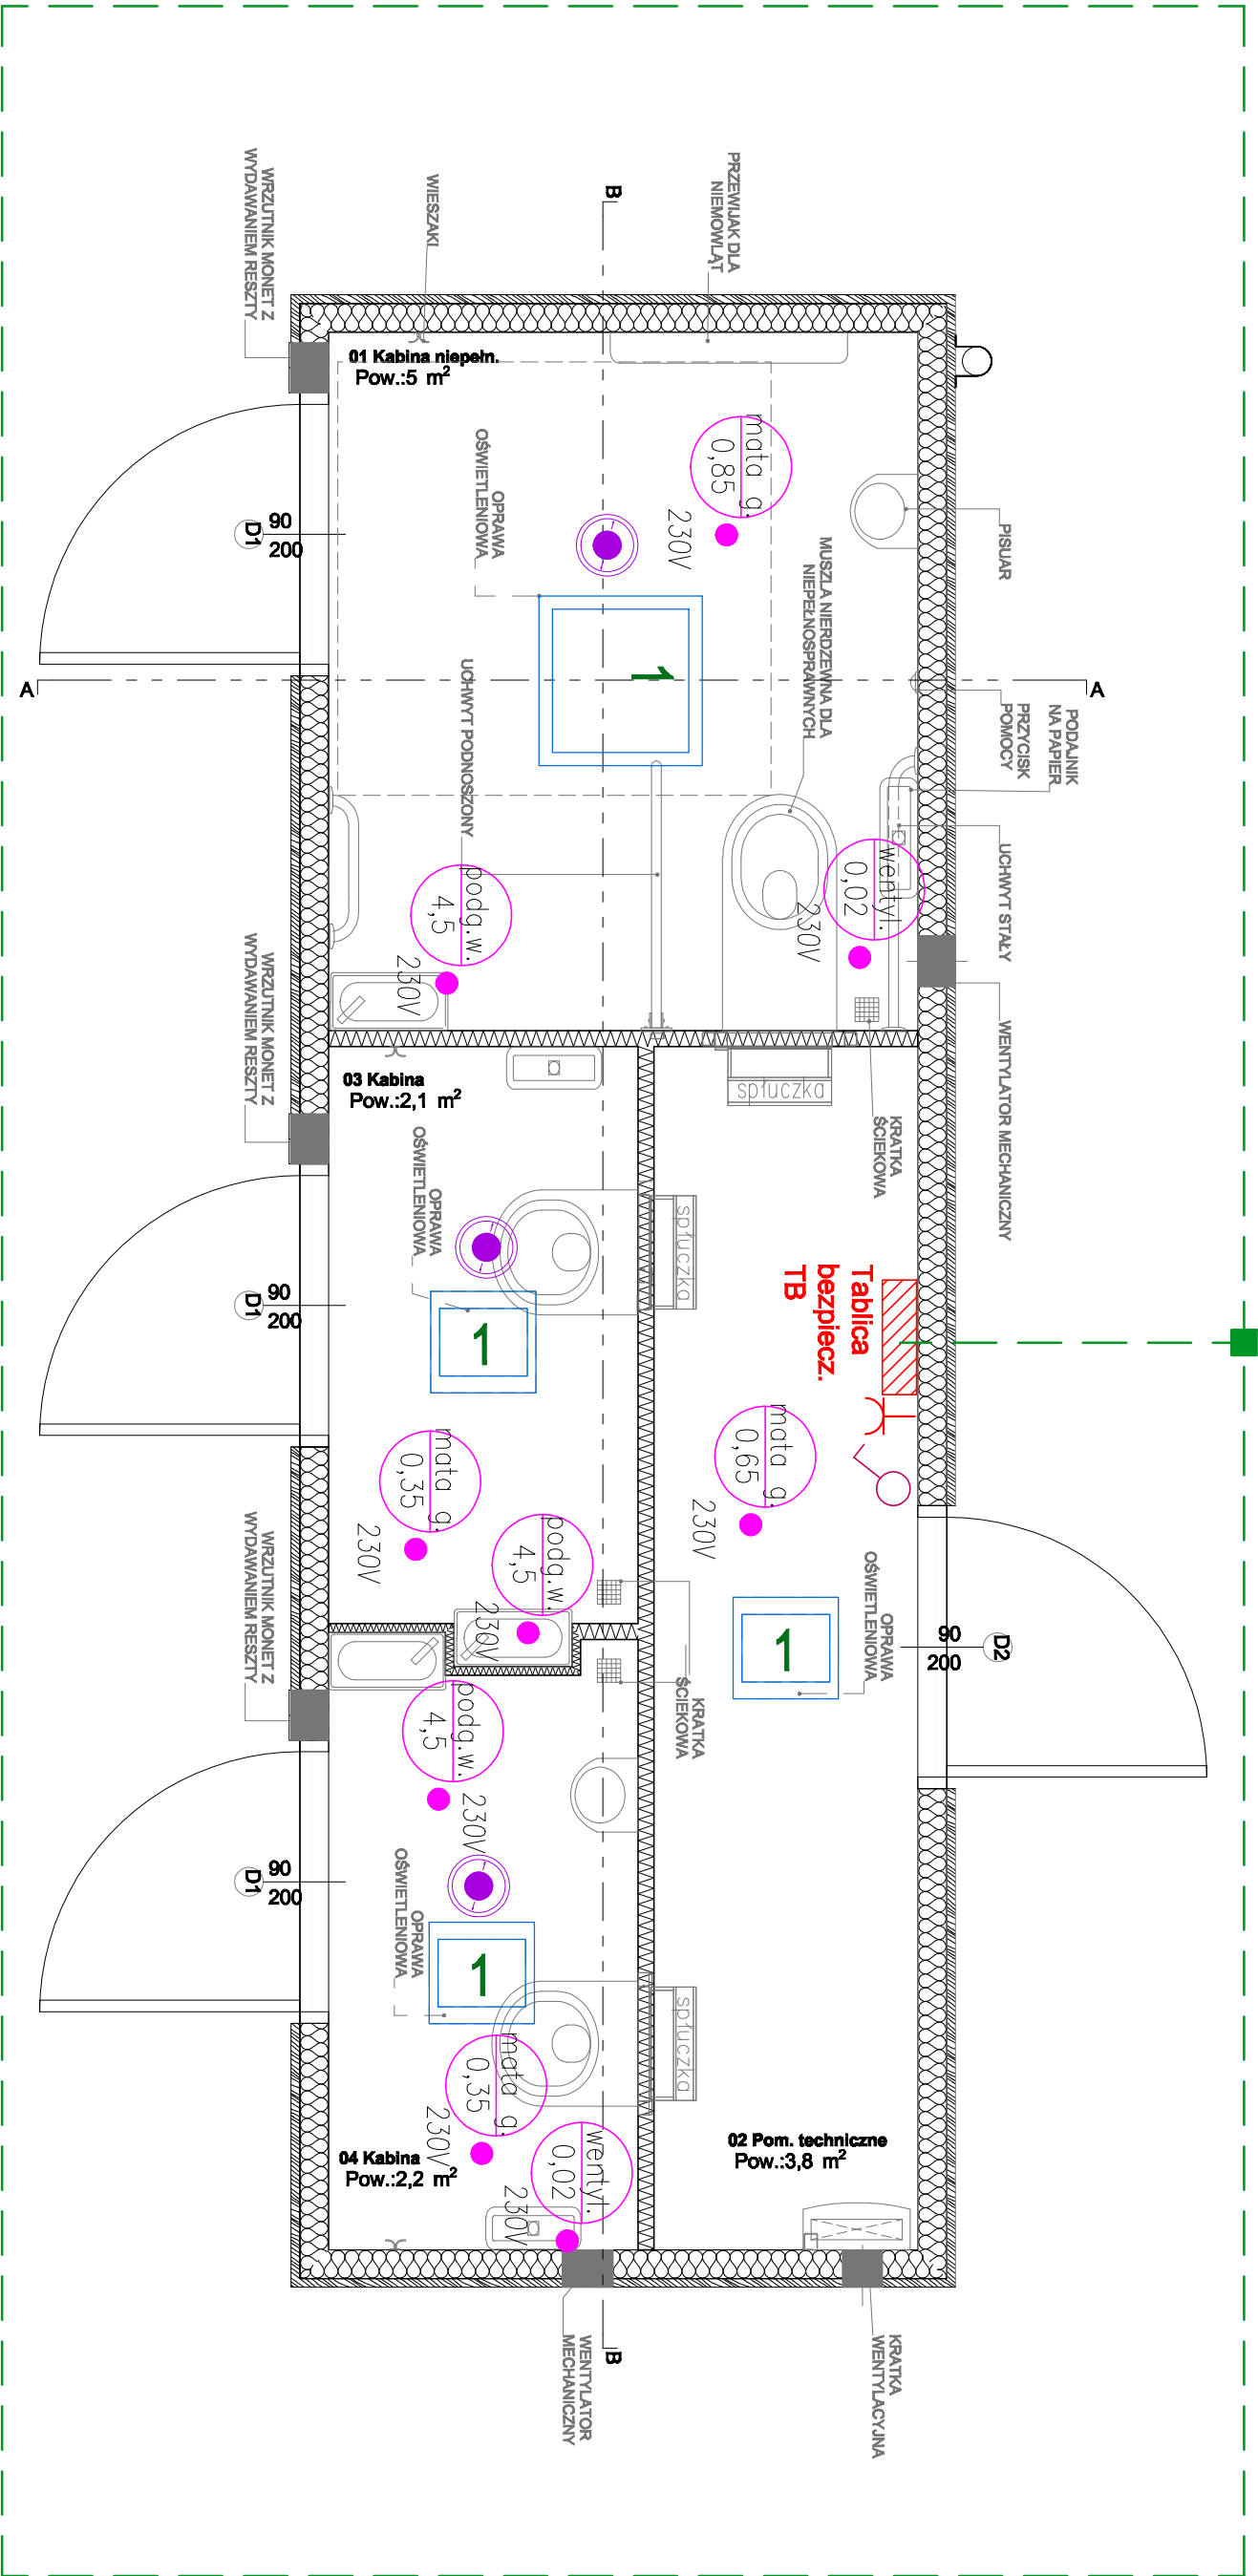 WRZUTNIK MONET Z
WYDAWANIEM RESZTY
WIESZAKI
B
PRZEWIJAK DLA
NIEMOWLĄT
01 Kabina niepełn.
Pow.:5 m²
OPRAWA
OŚWIETLENIOWA
mata g.
0,85
230V
PISUAR
D1
90
200
MUSZLA NIERDZEWNA DLA
NIEPEŁNOSPRAWNYCH
1
A
A
UCHWYT PODNOSZONY
PODAJNIK
NA PAPIER
PRZYCISK
POMOCY
UCHWYT STAŁY
wentyl.
0,02
230V
podg.w.
4,5
230V
WENTYLATOR MECHANICZNY
WRZUTNIK MONET Z
WYDAWANIEM RESZTY
03 Kabina
Pow.:2,1 m²
spłuczka
KRATKA
ŚCIEKOWA
OPRAWA
OŚWIETLENIOWA
spłuczka
D1
90
200
1
Tablica
bezpiecz.
TB
mata g.
0,35
230V
mata g.
0,65
230V
podg.w.
4,5
230V
WRZUTNIK MONET Z
WYDAWANIEM RESZTY
OPRAWA
OŚWIETLENIOWA
1
D2
90
200
KRATKA
ŚCIEKOWA
podg.w.
4,5
230V
D1
90
200
OPRAWA
OŚWIETLENIOWA
1
spłuczka
mata g.
0,35
230V
wentyl.
0,02
230V
04 Kabina
Pow.:2,2 m²
02 Pom. techniczne
Pow.:3,8 m²
WENTYLATOR
MECHANICZNY
B
KRATKA
WENTYLACYJNA